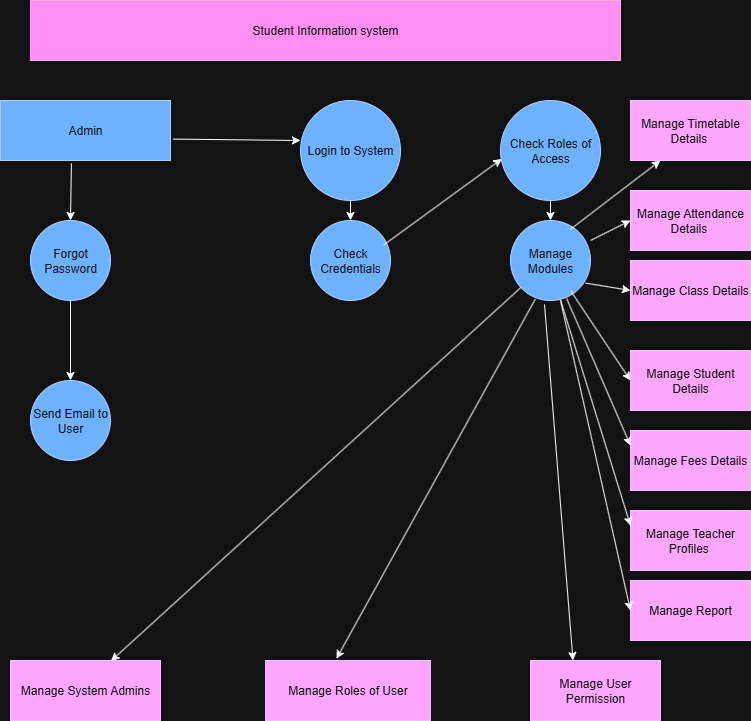 Student Information system
Admin
Login to System
Check Roles of
Access
Manage Timetable
Details
Manage Attendance
Details
Forgot
Password
Check
Credentials
Manage
Modules
Manage Class Details
Manage Student
Details
Send Email to
User
Manage Fees Details
Manage Teacher
Profiles
Manage Report
Manage System Admins
Manage Roles of User
Manage User
Permission